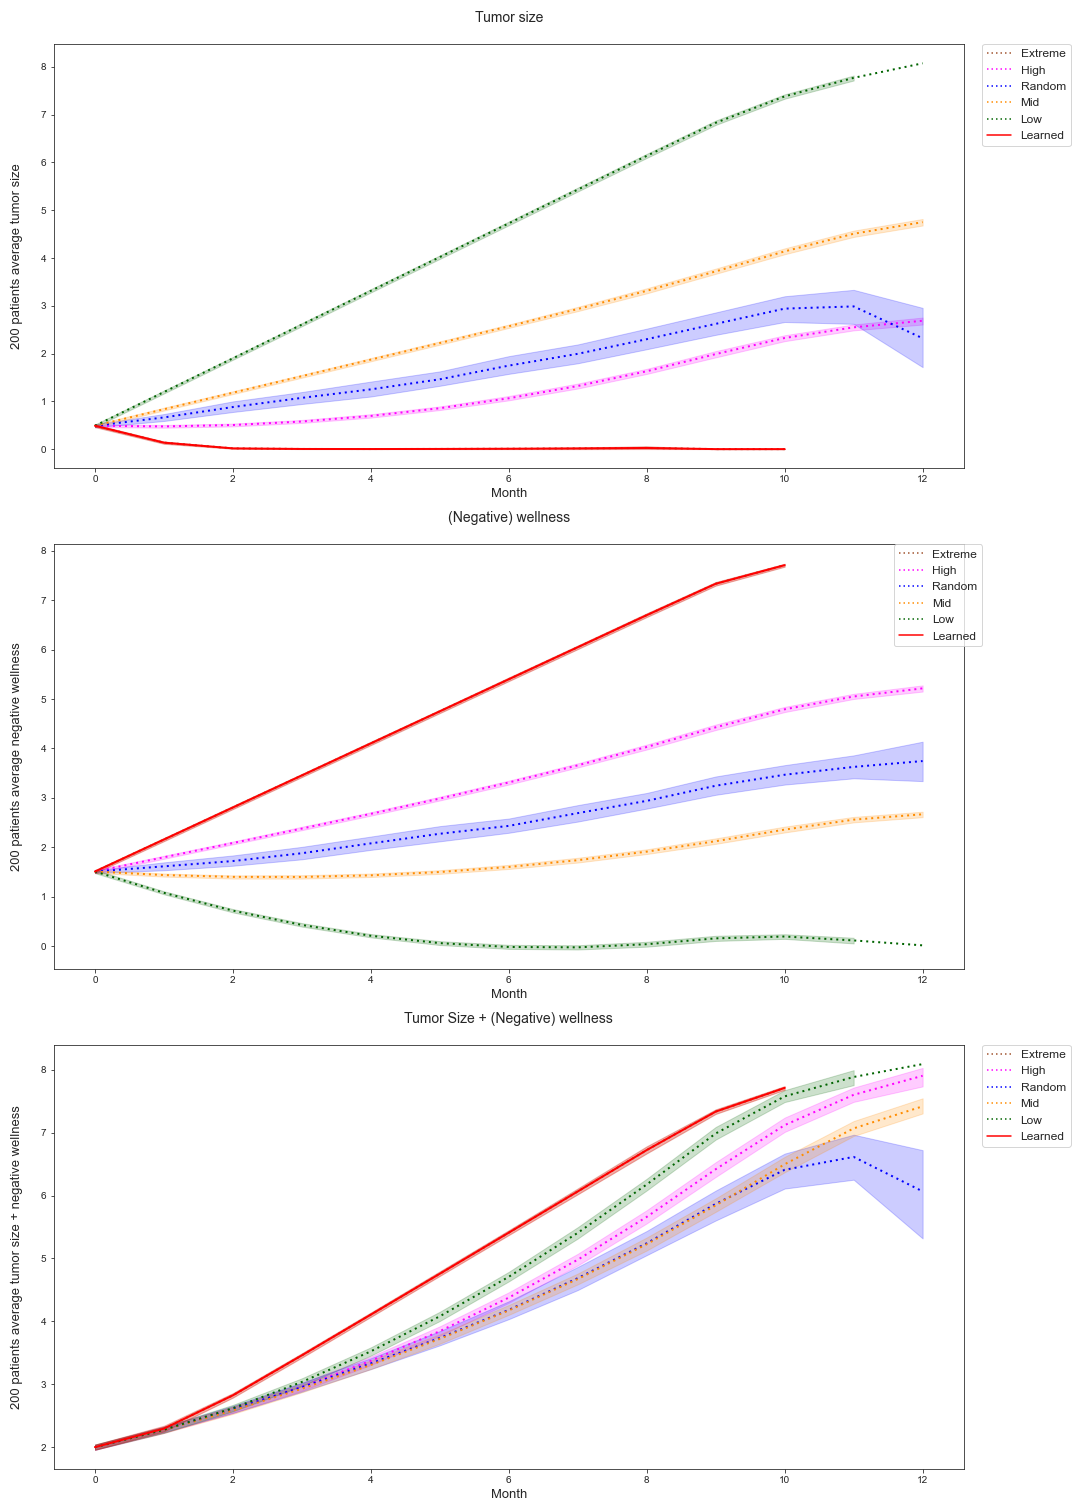 Tumor size
200 patients average tumor size
8
7
6
5
4
3
2
1
0
0 2 4 6 8 10 12
Month
Extreme
High
Random
Mid
Low
Learned
(Negative) wellness
200 patients average negative wellness
8
7
6
5
4
3
2
1
0
0 2 4 6 8 10 12
Month
Extreme
High
Random
Mid
Low
Learned
Tumor Size + (Negative) wellness
200 patients average tumor size + negative wellness
8
7
6
5
4
3
2
0 2 4 6 8 10 12
Month
Extreme
High
Random
Mid
Low
Learned